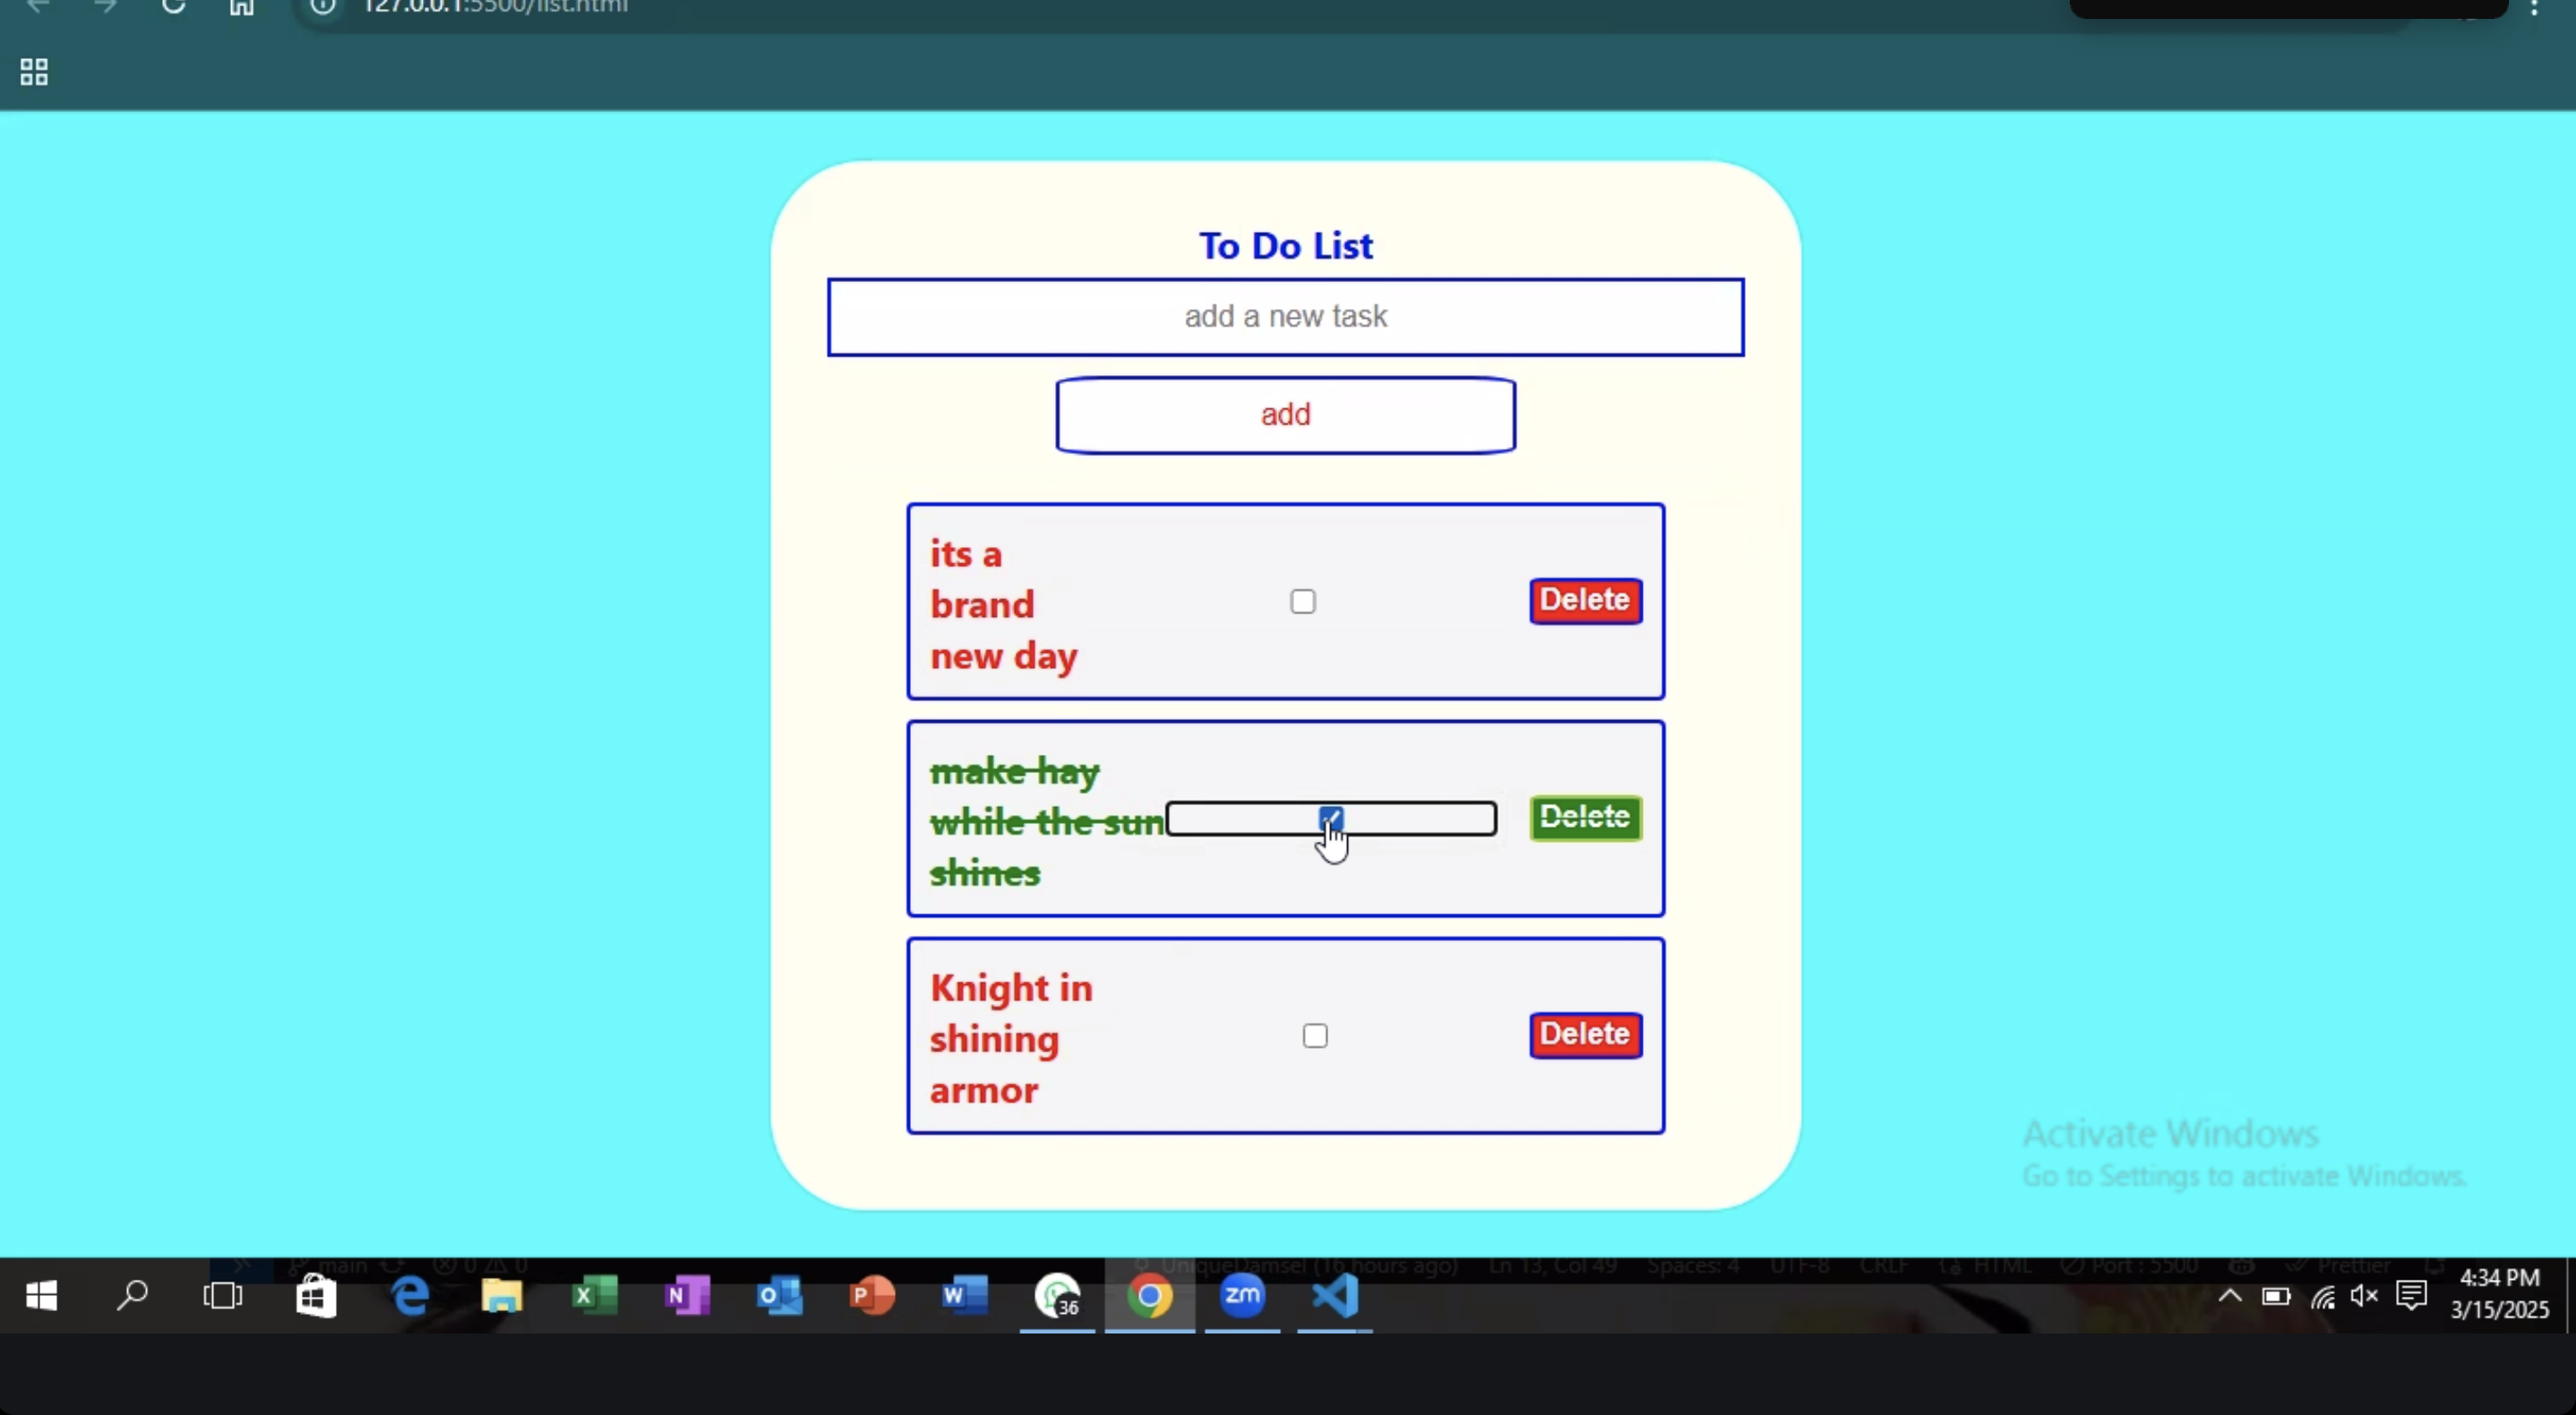 127.0.0.1:5500/list.html
To Do List
add a new task
add
its a
brand
new day
Delete
make hay
while the sun
shines
Delete
Knight in
shining
armor
Delete
Activate Windows
Go to Settings to activate Windows.
main 0 0 UniqueDamsel (16 hours ago) Ln 13, Col 49 Spaces: 4 UTF-8 CRLF HTML Port : 5500 Prettier
36
zm
4:34 PM
3/15/2025